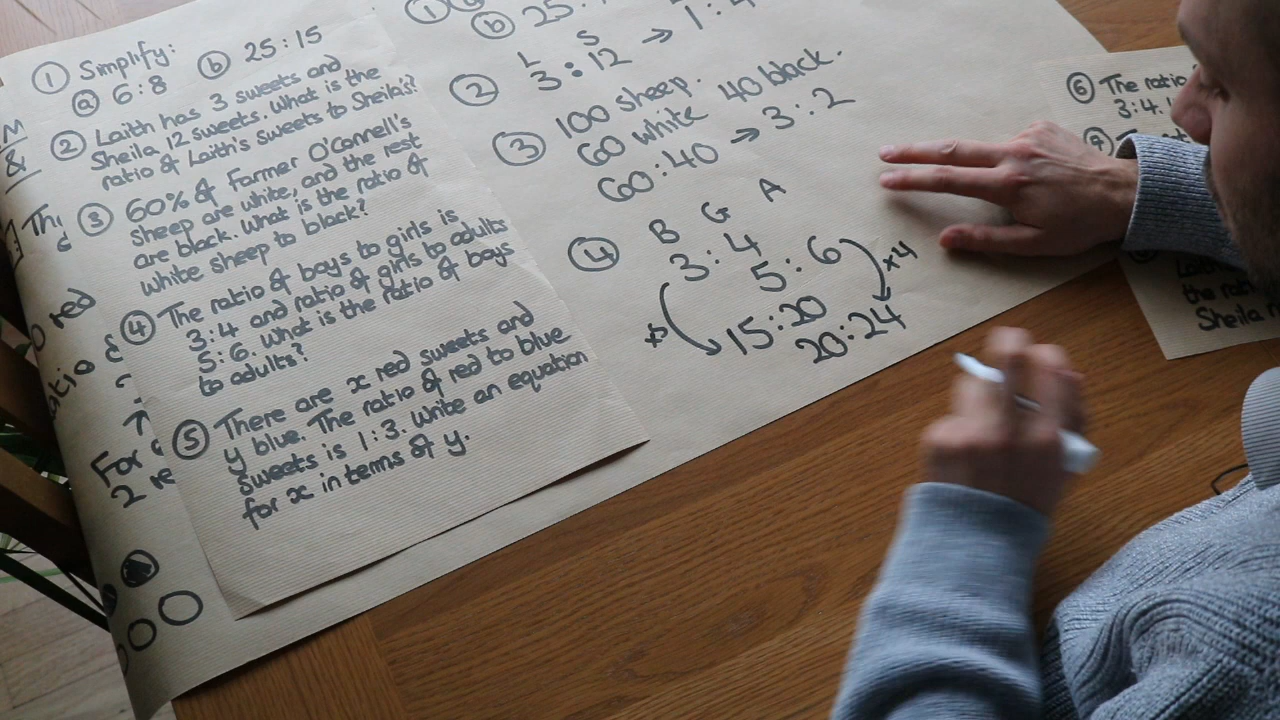 ① Simplify:
ⓐ 6:8 ⓑ 25:15
② Laith has 3 sweets and
Sheila 12 sweets. What is the
ratio of Laith's sweets to Sheila's?
③ 60% of Farmer O'Connell's
sheep are white, and the rest
are black. What is the ratio of
white sheep to black?
④ The ratio of boys to girls is
3:4 and ratio of girls to adults
5:6. What is the ratio of boys
to adults?
⑤ There are x red sweets and
y blue. The ratio of red to blue
sweets is 1:3. Write an equation
for x in terms of y.
M
&
red
For
2 re
①
ⓑ 25:
② L S
3:12 → 1:4
③ 100 sheep.
60 white 40 black.
60:40 → 3:2
④ B G A
3:4
5:6
x4
x5
15:20
20:24
⑥ The ratio
3:4.
the rati
Sheila